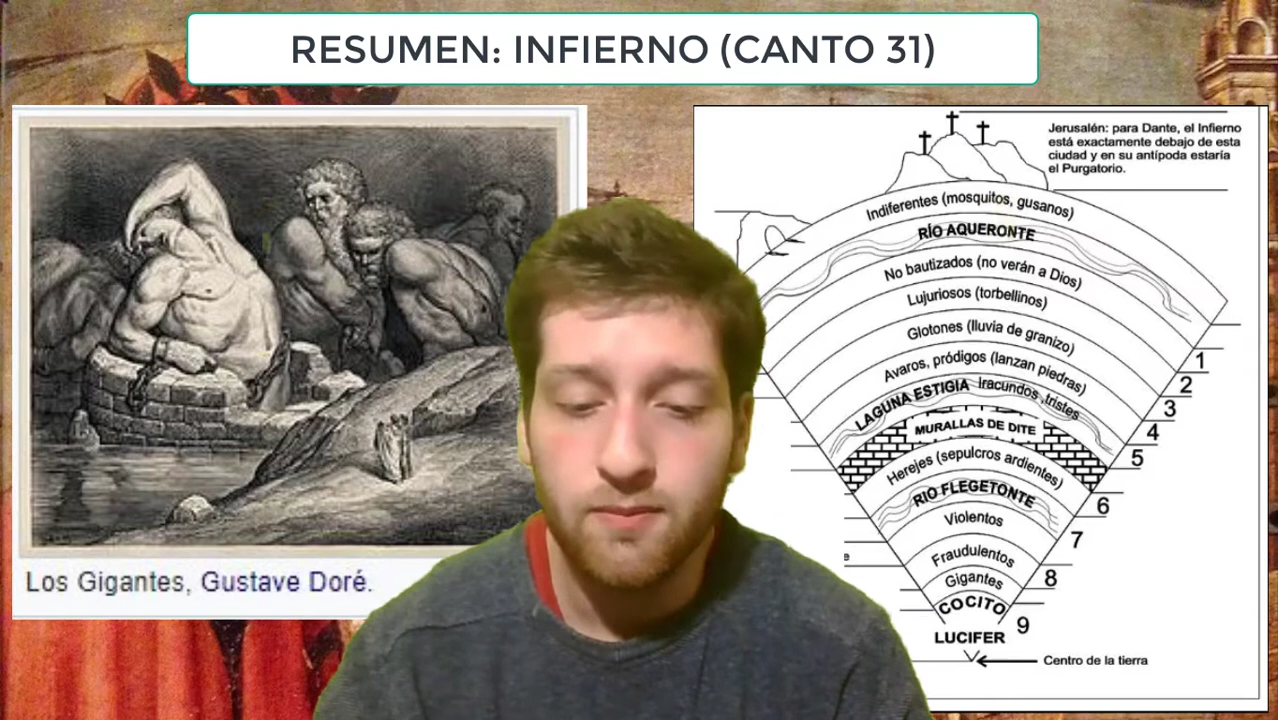 RESUMEN: INFIERNO (CANTO 31)
Los Gigantes, Gustave Doré.
Jerusalén: para Dante, el Infierno
está exactamente debajo de esta
ciudad y en su antípoda estaría
el Purgatorio.
Indiferentes (mosquitos, gusanos)
RÍO AQUERONTE
No bautizados (no verán a Dios)
Lujuriosos (torbellinos)
Glotones (lluvia de granizo)
1
Avaros, pródigos (lanzan piedras)
2
LAGUNA ESTIGIA Iracundos, tristes
3
MURALLAS DE DITE
4
5
Herejes (sepulcros ardientes)
RIO FLEGETONTE
6
Violentos
7
Fraudulentos
8
Gigantes
COCITO
9
LUCIFER
Centro de la tierra